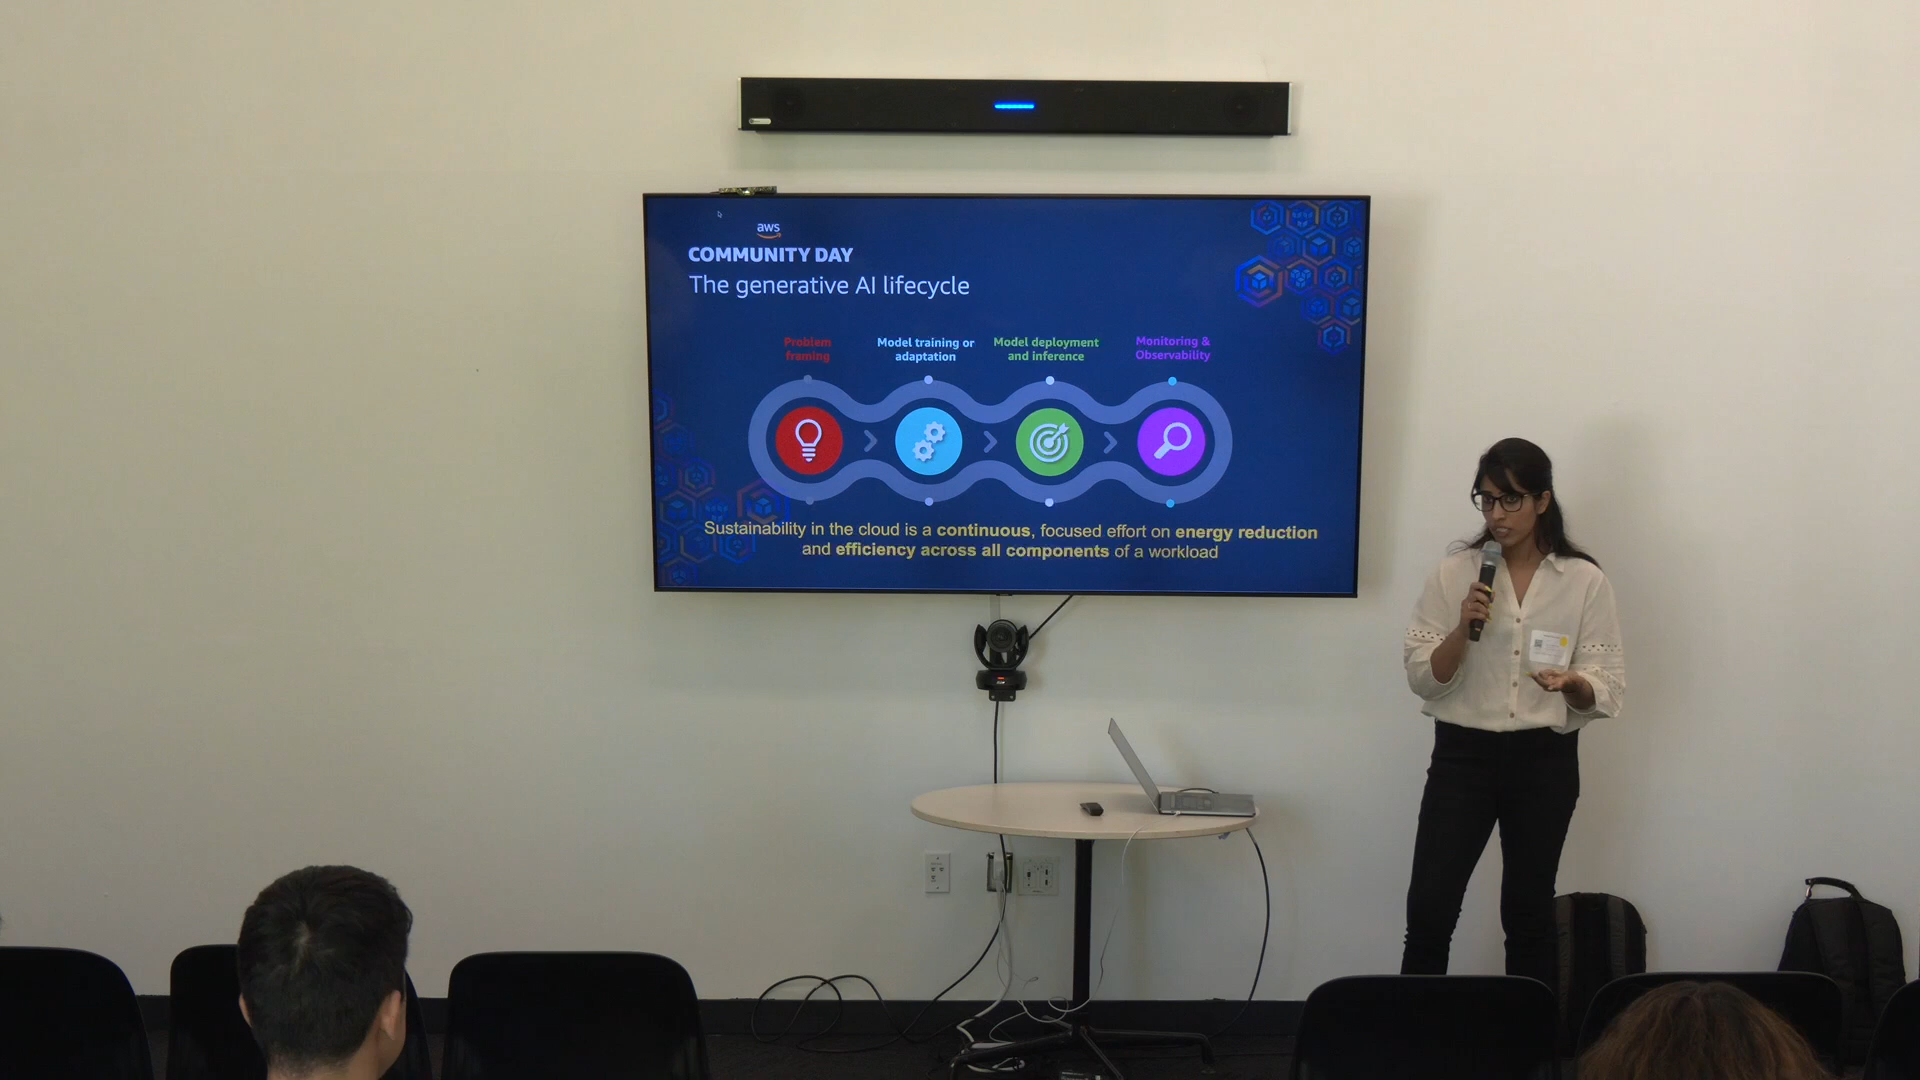 aws
COMMUNITY DAY
The generative AI lifecycle
Problem
framing
Model training or
adaptation
Model deployment
and inference
Monitoring &
Observability
Sustainability in the cloud is a continuous, focused effort on energy reduction
and efficiency across all components of a workload